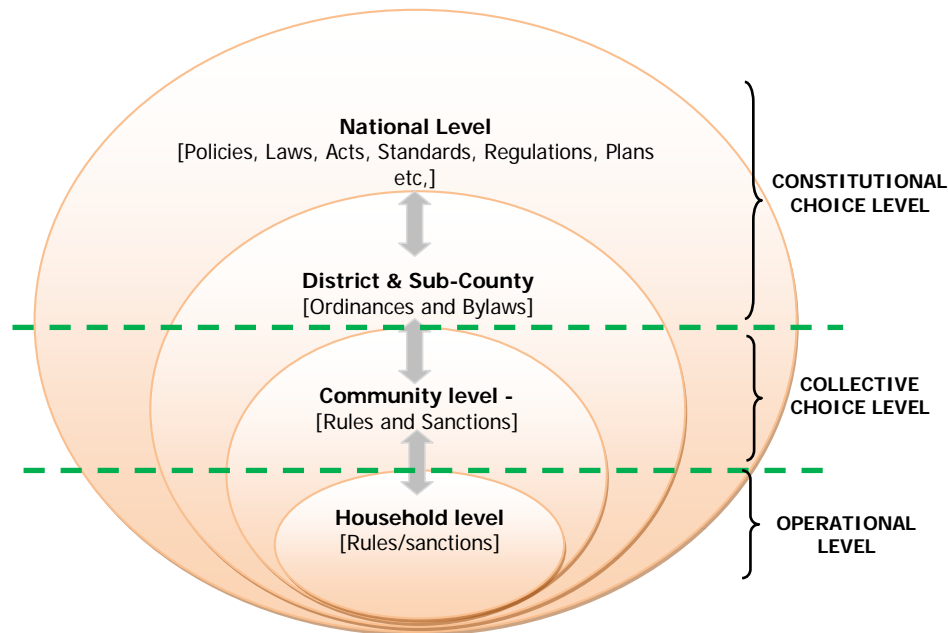 National Level
[Policies, Laws, Acts, Standards, Regulations, Plans
etc,]
CONSTITUTIONAL
CHOICE LEVEL
District & Sub-County
[Ordinances and Bylaws]
Community level -
[Rules and Sanctions]
COLLECTIVE
CHOICE LEVEL
Household level
[Rules/sanctions]
OPERATIONAL
LEVEL